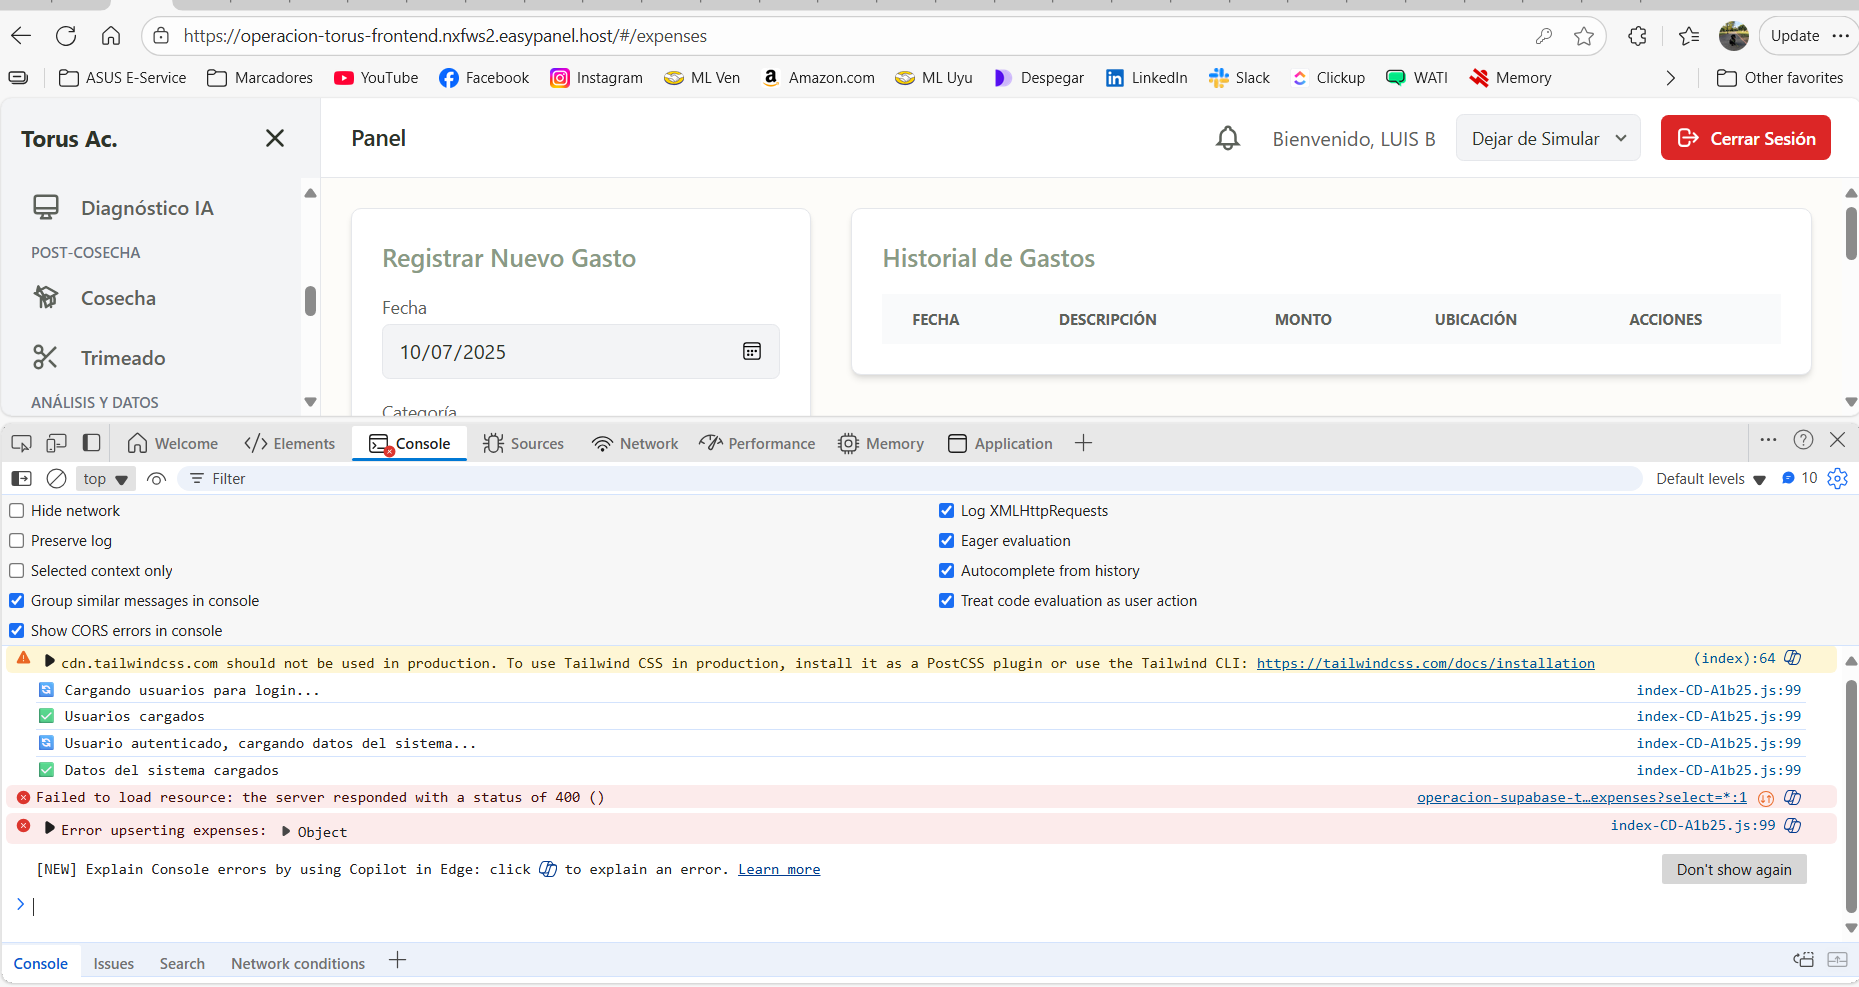 https://operacion-torus-frontend.nxfws2.easypanel.host/#/expenses
Update
ASUS E-Service Marcadores YouTube Facebook Instagram ML Ven Amazon.com ML Uyu Despegar LinkedIn Slack Clickup WATI Memory Other favorites
Torus Ac.
Panel
Bienvenido, LUIS B
Dejar de Simular
Cerrar Sesión
Diagnóstico IA
POST-COSECHA
Cosecha
Trimeado
ANÁLISIS Y DATOS
Registrar Nuevo Gasto
Fecha
10/07/2025
Categoría
Historial de Gastos
FECHA DESCRIPCIÓN MONTO UBICACIÓN ACCIONES
Welcome Elements Console Sources Network Performance Memory Application
top Filter Default levels 10
Hide network
Preserve log
Selected context only
Group similar messages in console
Show CORS errors in console
Log XMLHttpRequests
Eager evaluation
Autocomplete from history
Treat code evaluation as user action
cdn.tailwindcss.com should not be used in production. To use Tailwind CSS in production, install it as a PostCSS plugin or use the Tailwind CLI: https://tailwindcss.com/docs/installation (index):64
Cargando usuarios para login... index-CD-A1b25.js:99
Usuarios cargados index-CD-A1b25.js:99
Usuario autenticado, cargando datos del sistema... index-CD-A1b25.js:99
Datos del sistema cargados index-CD-A1b25.js:99
Failed to load resource: the server responded with a status of 400 () operacion-supabase-t…expenses?select=*:1
Error upserting expenses: Object index-CD-A1b25.js:99
[NEW] Explain Console errors by using Copilot in Edge: click to explain an error. Learn more Don't show again
Console Issues Search Network conditions